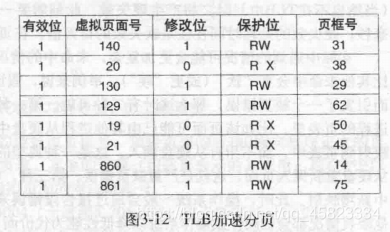 有效位 虚拟页面号 修改位 保护位 页框号
1 140 1 RW 31
1 20 0 R X 38
1 130 1 RW 29
1 129 1 RW 62
1 19 0 R X 50
1 21 0 R X 45
1 860 1 RW 14
1 861 1 RW 75
图3-12 TLB加速分页